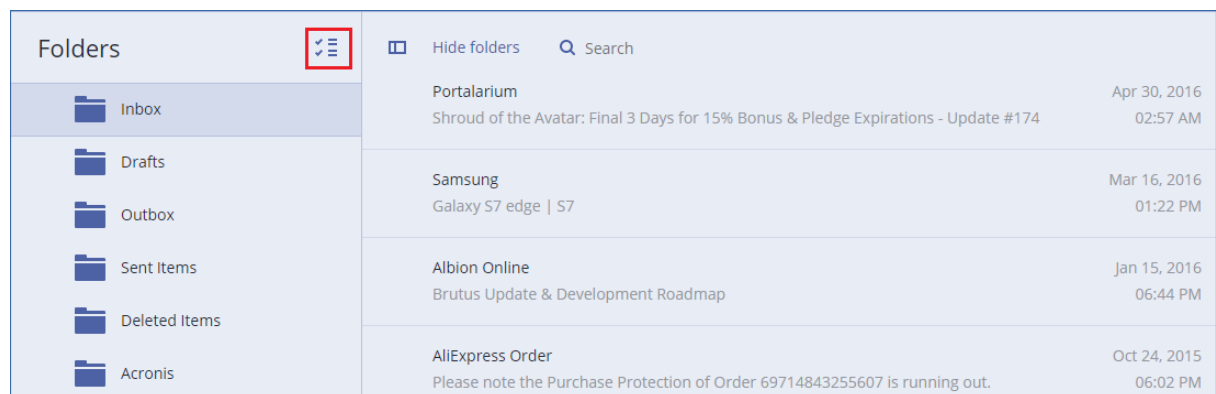 Folders
Inbox
Drafts
Outbox
Sent Items
Deleted Items
Acronis
Hide folders Search
Portalarium Apr 30, 2016
Shroud of the Avatar: Final 3 Days for 15% Bonus & Pledge Expirations - Update #174 02:57 AM
Samsung Mar 16, 2016
Galaxy S7 edge | S7 01:22 PM
Albion Online Jan 15, 2016
Brutus Update & Development Roadmap 06:44 PM
AliExpress Order Oct 24, 2015
Please note the Purchase Protection of Order 69714843255607 is running out. 06:02 PM